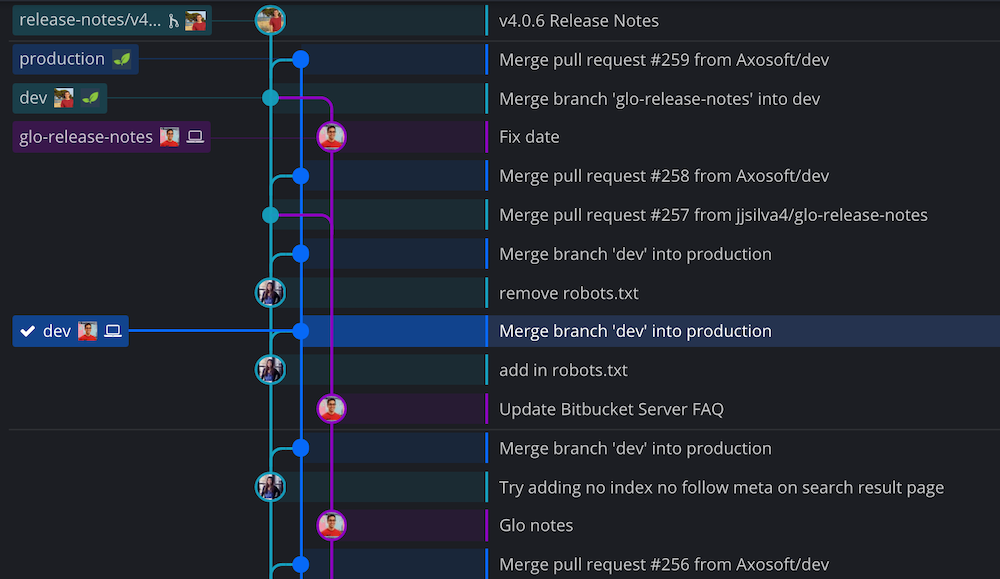 release-notes/v4... v4.0.6 Release Notes
production Merge pull request #259 from Axosoft/dev
dev Merge branch 'glo-release-notes' into dev
glo-release-notes Fix date
Merge pull request #258 from Axosoft/dev
Merge pull request #257 from jjsilva4/glo-release-notes
Merge branch 'dev' into production
remove robots.txt
dev Merge branch 'dev' into production
add in robots.txt
Update Bitbucket Server FAQ
Merge branch 'dev' into production
Try adding no index no follow meta on search result page
Glo notes
Merge pull request #256 from Axosoft/dev